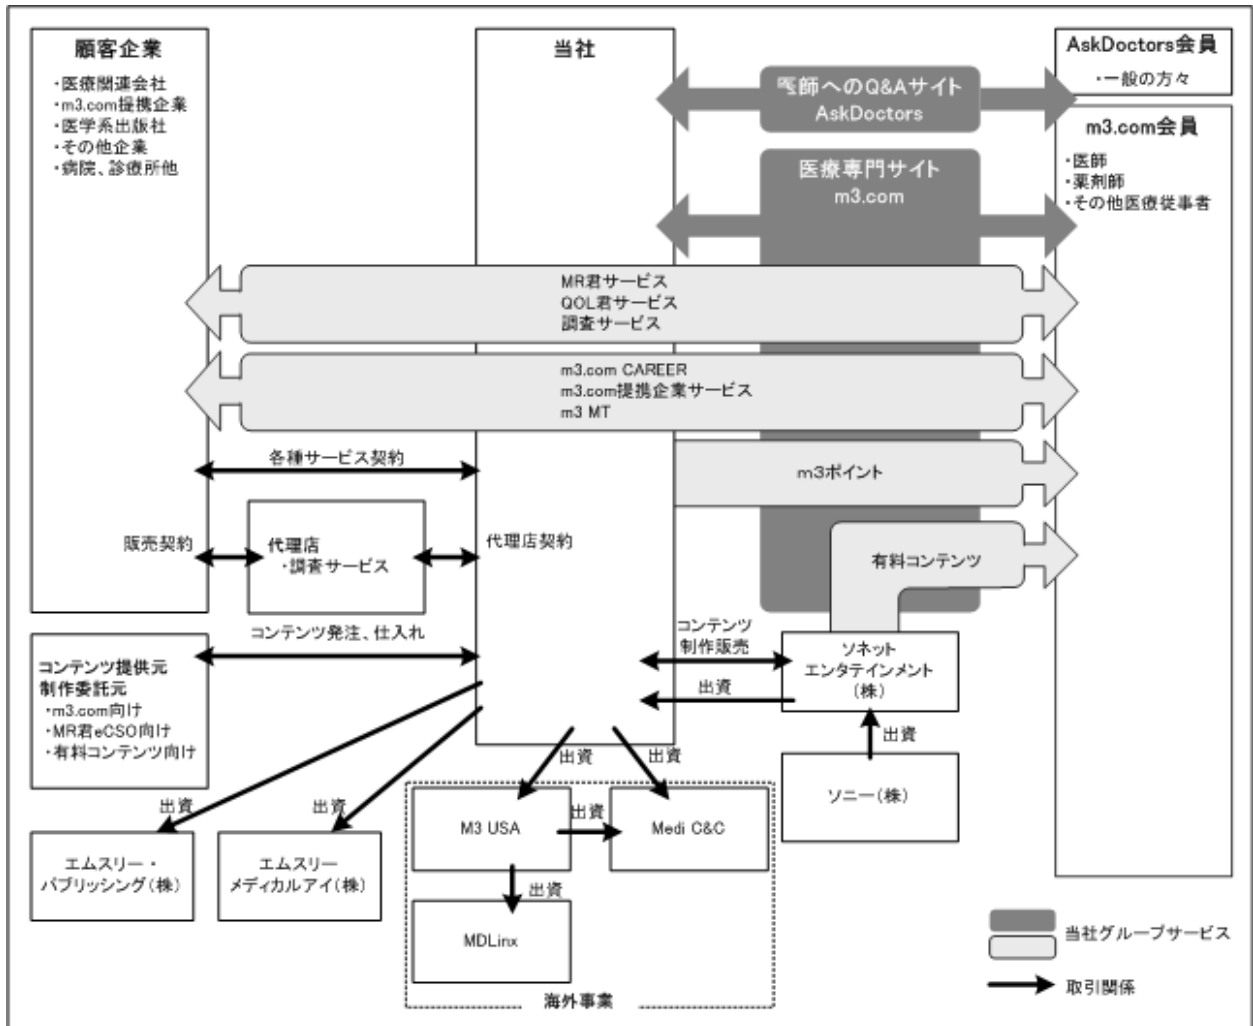 顧客企業
・医療関連会社
・m3.com提携企業
・医学系出版社
・その他企業
・病院、診療所他
当社
医師へのQ&Aサイト
AskDoctors
AskDoctors会員
・一般の方々
医療専門サイト
m3.com
m3.com会員
・医師
・薬剤師
・その他医療従事者
MR君サービス
QOL君サービス
調査サービス
m3.com CAREER
m3.com提携企業サービス
m3 MT
各種サービス契約
m3ポイント
販売契約
代理店
・調査サービス
代理店契約
有料コンテンツ
コンテンツ発注、仕入れ
コンテンツ
制作販売
コンテンツ提供元
制作委託元
・m3.com向け
・MR君eCSO向け
・有料コンテンツ向け
ソネット
エンタテインメント
(株)
出資
出資
ソニー(株)
出資
出資
出資
出資
M3 USA
出資
Medi C&C
エムスリー・
パブリッシング(株)
エムスリー
メディカルアイ(株)
出資
MDLinx
海外事業
当社グループサービス
取引関係